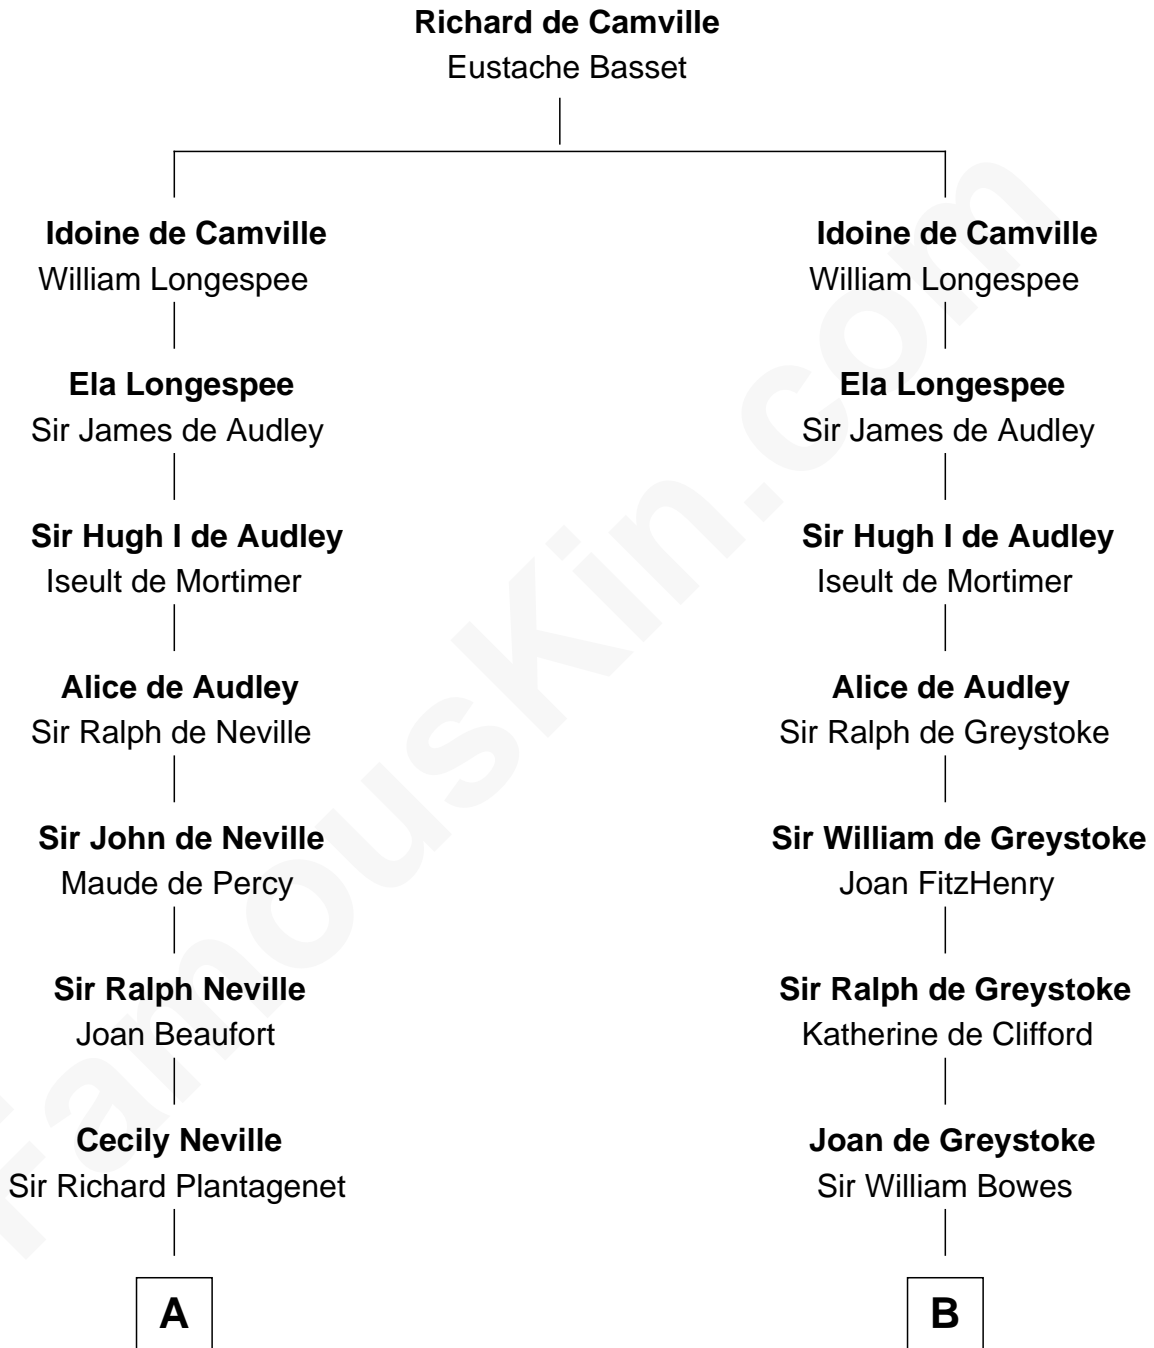 Richard de Camville
Eustache Basset
Idoine de Camville
William Longespee
Idoine de Camville
William Longespee
Ela Longespee
Sir James de Audley
Ela Longespee
Sir James de Audley
Sir Hugh I de Audley
Iseult de Mortimer
Sir Hugh I de Audley
Iseult de Mortimer
Alice de Audley
Sir Ralph de Neville
Alice de Audley
Sir Ralph de Greystoke
Sir John de Neville
Maude de Percy
Sir William de Greystoke
Joan FitzHenry
Sir Ralph Neville
Joan Beaufort
Sir Ralph de Greystoke
Katherine de Clifford
Cecily Neville
Sir Richard Plantagenet
Joan de Greystoke
Sir William Bowes
A
B
FamousKin.com